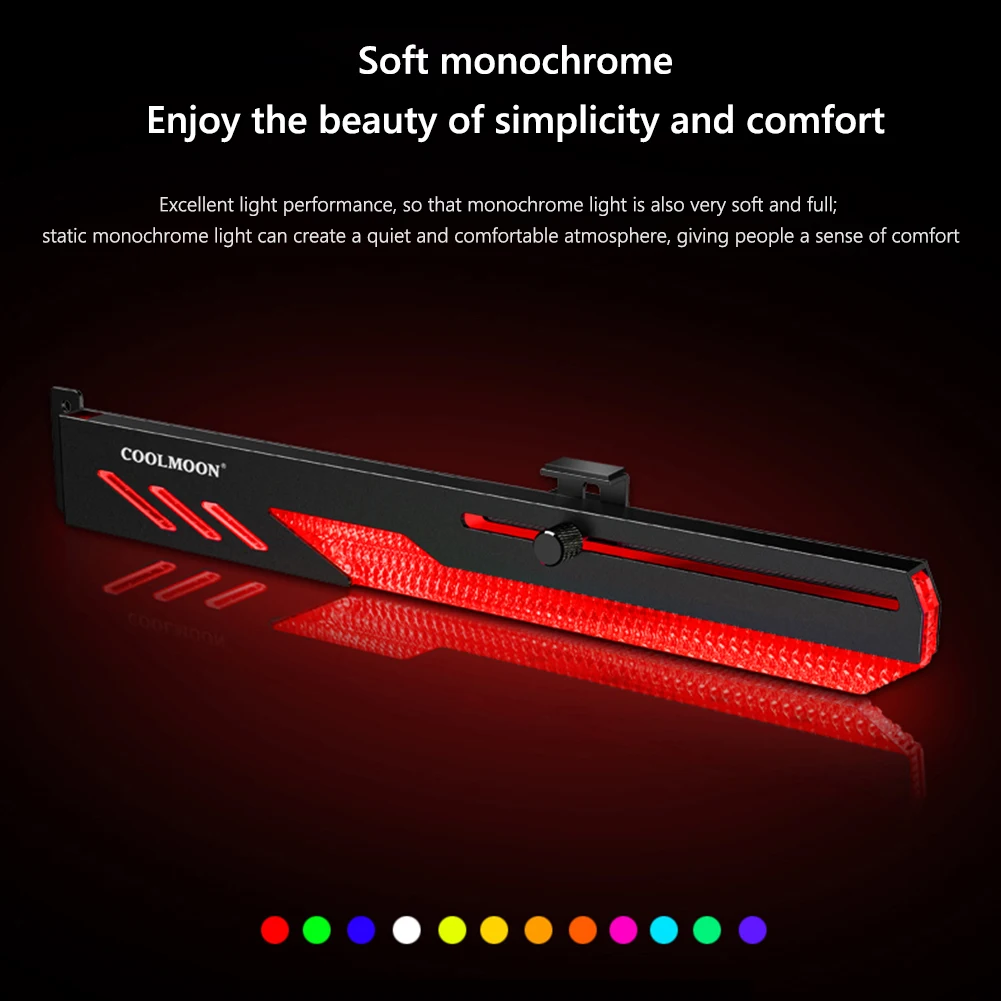 Soft monochrome
Enjoy the beauty of simplicity and comfort
Excellent light performance, so that monochrome light is also very soft and full;
static monochrome light can create a quiet and comfortable atmosphere, giving people a sense of comfort
COOLMOON®